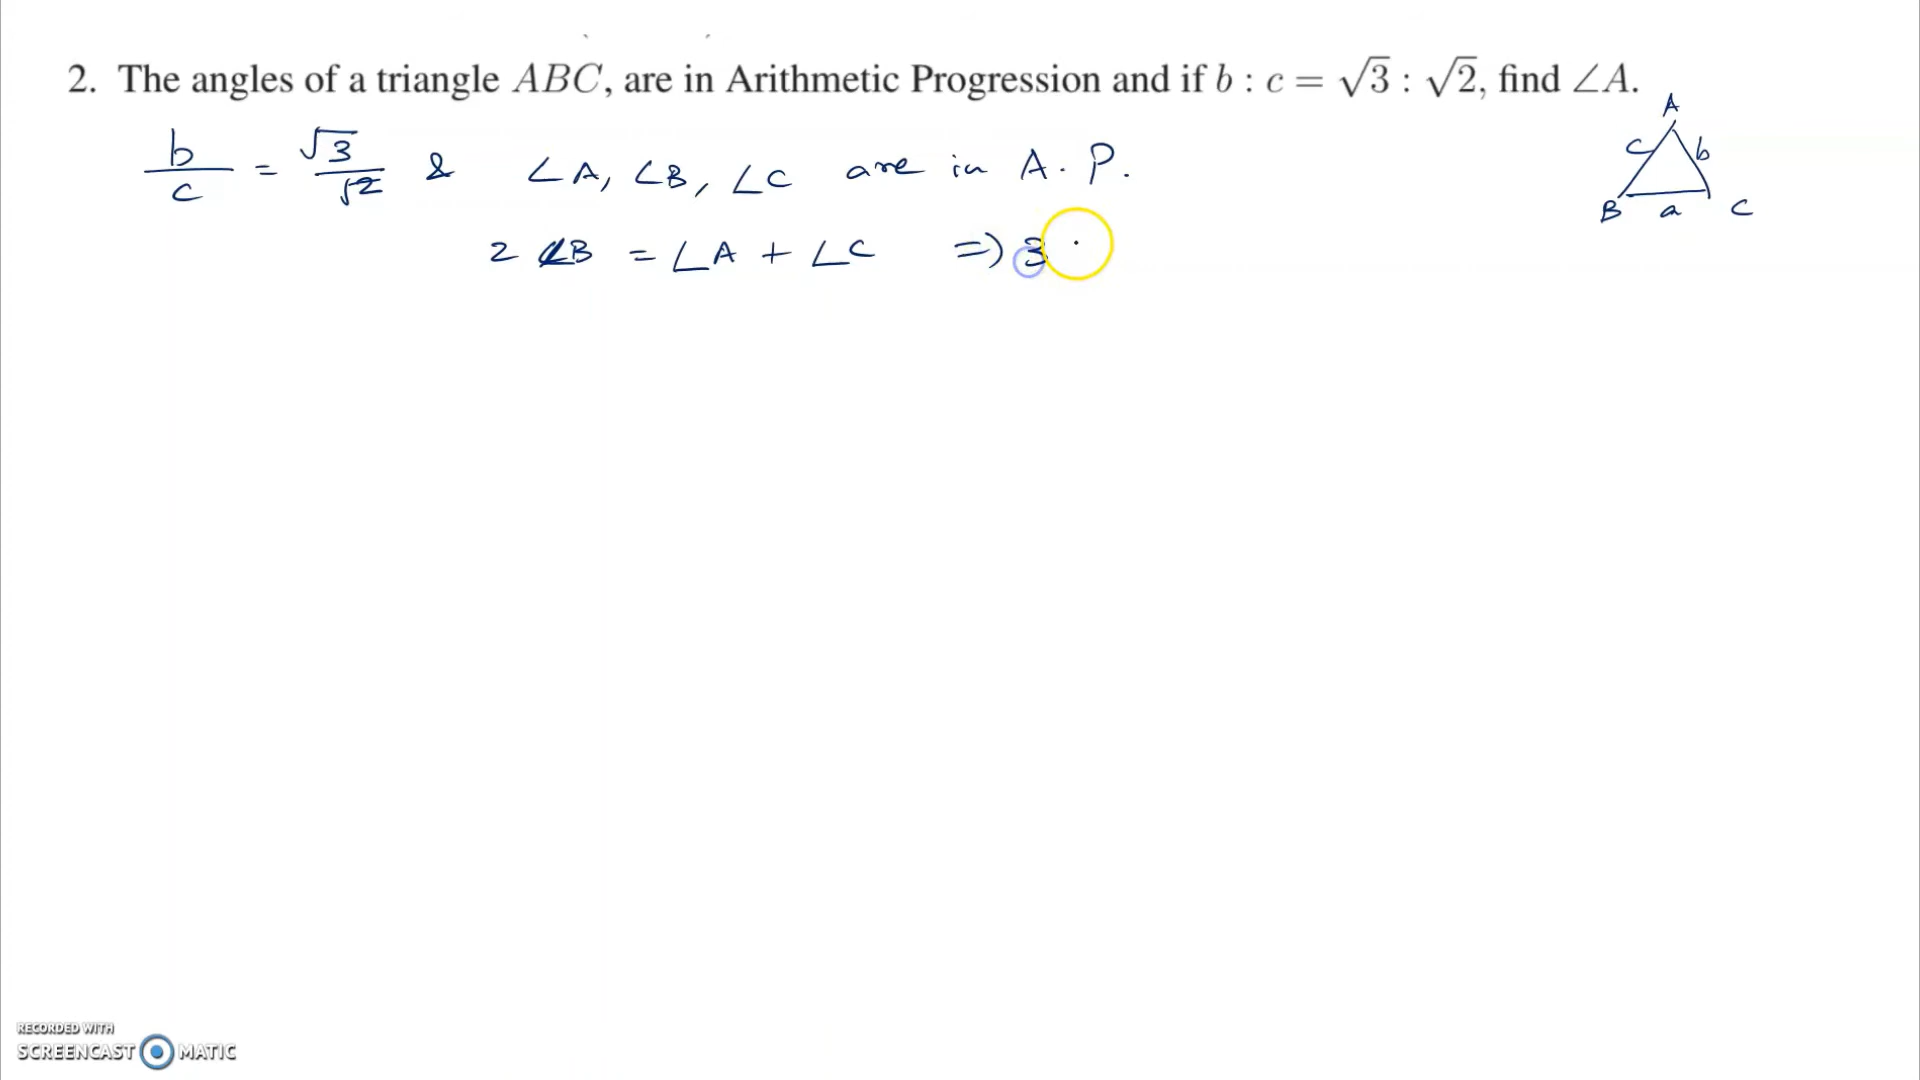 2. The angles of a triangle ABC, are in Arithmetic Progression and if b : c = √3 : √2, find ∠A.
b/c = √3/√2 & ∠A, ∠B, ∠C are in A.P.
A
c b
B a C
2∠B = ∠A + ∠C => 3
RECORDED WITH
SCREENCAST MATIC